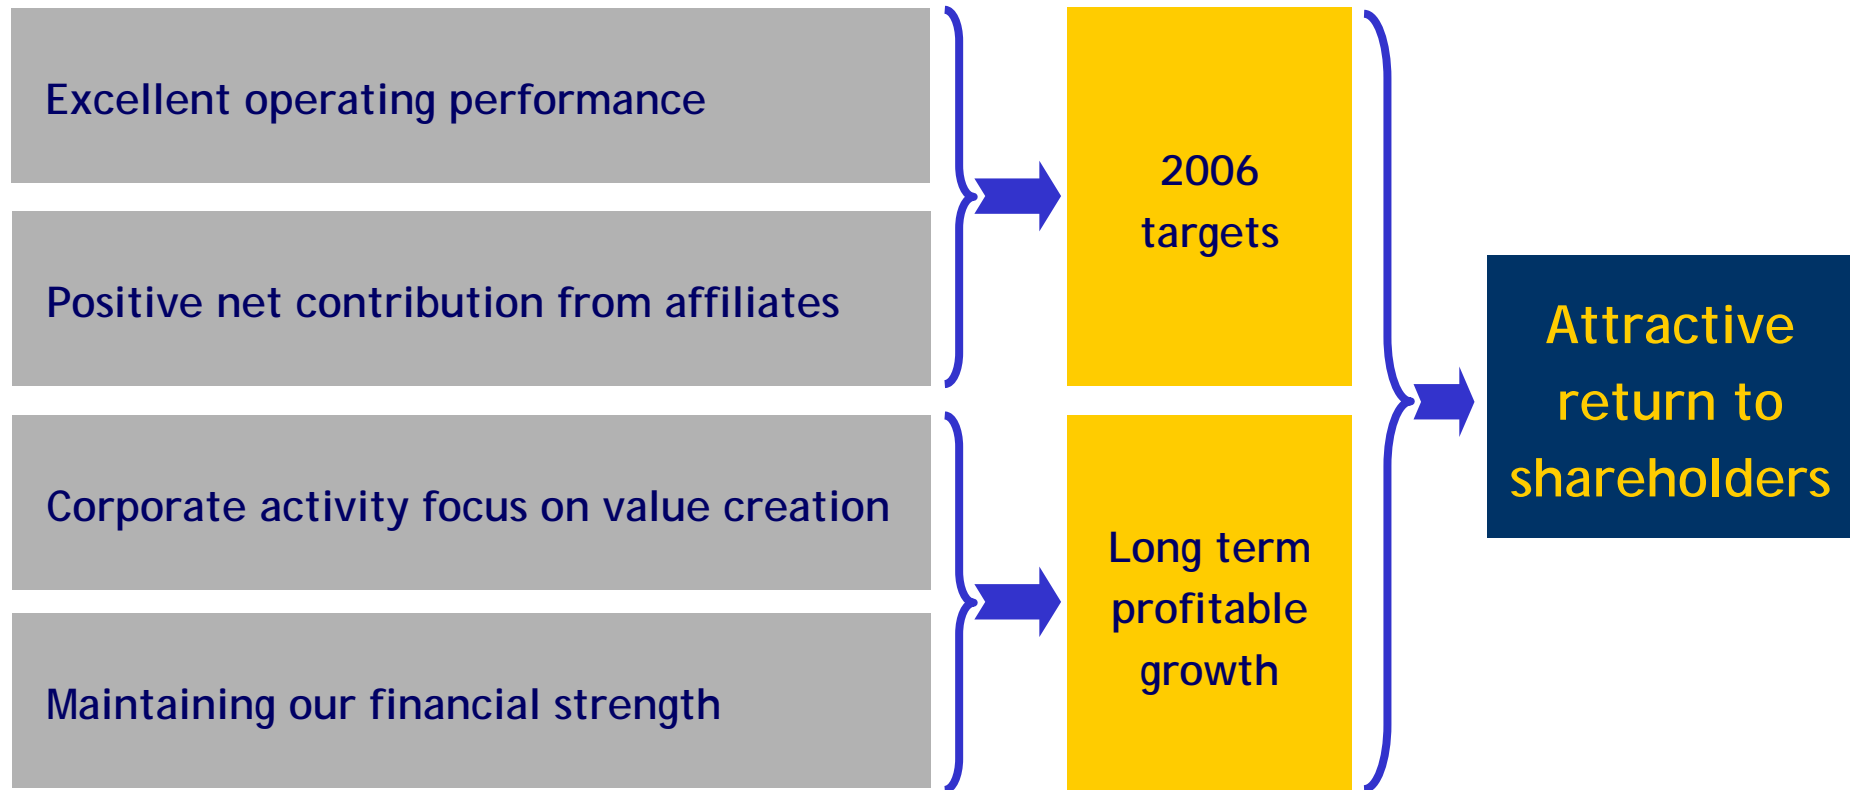 Excellent operating performance
Positive net contribution from affiliates
Corporate activity focus on value creation
Maintaining our financial strength
2006
targets
Long term
profitable
growth
Attractive
return to
shareholders